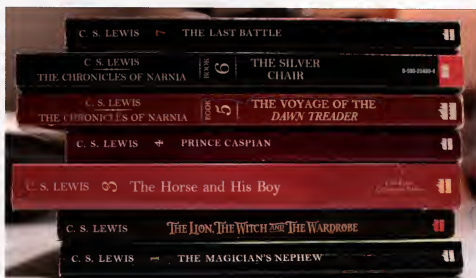 C. S. LEWIS 7 THE LAST BATTLE
C. S. LEWIS
THE CHRONICLES OF NARNIA
BOOK 6
THE SILVER
CHAIR
C. S. LEWIS
THE CHRONICLES OF NARNIA
BOOK 5
THE VOYAGE OF THE
DAWN TREADER
C. S. LEWIS 4 PRINCE CASPIAN
C. S. LEWIS 3 The Horse and His Boy
C. S. LEWIS THE LION, THE WITCH AND THE WARDROBE
C. S. LEWIS 1 THE MAGICIAN'S NEPHEW